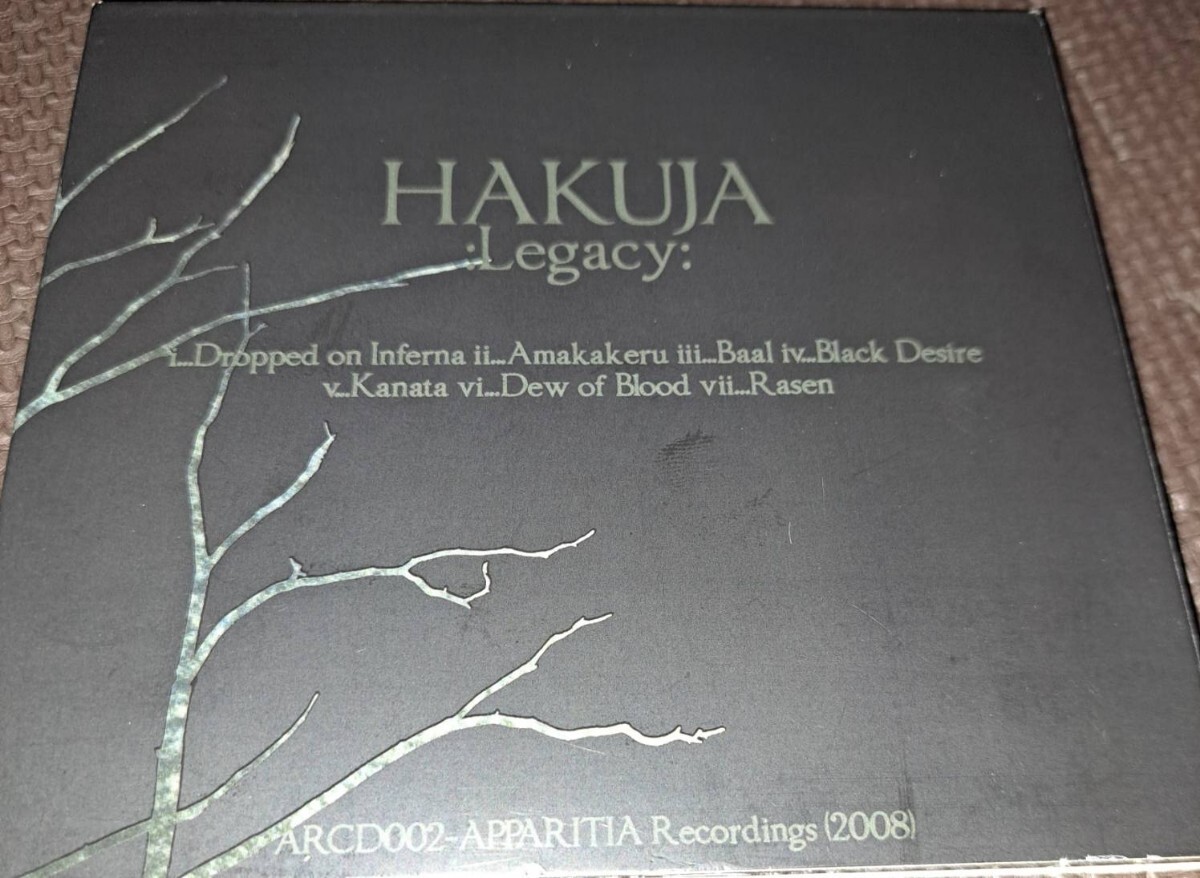 HAKUJA
:Legacy:
i...Dropped on Inferna ii...Amakakeru iii...Baal iv...Black Desire
v...Kanata vi...Dew of Blood vii...Rasen
ARCD002-APPARITIA Recordings (2008)